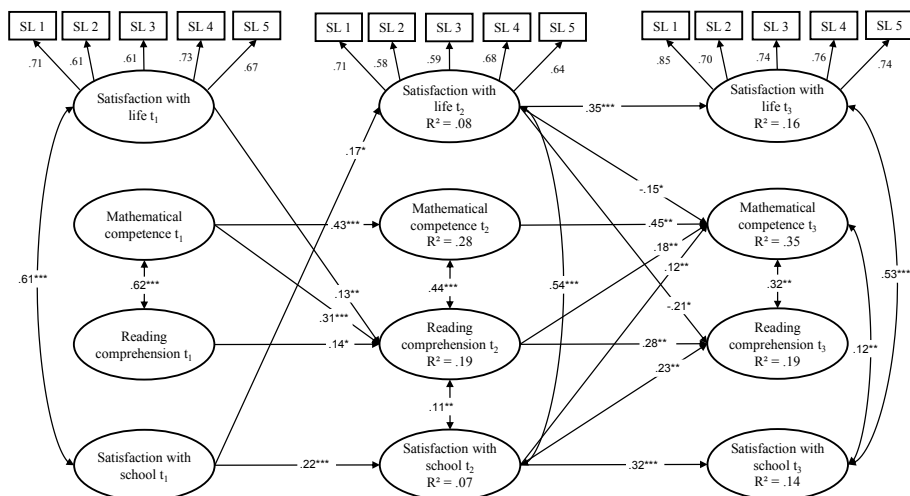 SL 1 SL 2 SL 3 SL 4 SL 5 SL 1 SL 2 SL 3 SL 4 SL 5 SL 1 SL 2 SL 3 SL 4 SL 5
.71 .61 .61 .73 .67 .71 .58 .59 .68 .64 .85 .70 .74 .76 .74
Satisfaction with
life t₁
Satisfaction with
life t₂
R² = .08
.35***
Satisfaction with
life t₃
R² = .16
.17*
-.15*
Mathematical
competence t₁
.43***
Mathematical
competence t₂
R² = .28
.45**
Mathematical
competence t₃
R² = .35
.18**
.12**
.61***
.62***
.13**
.31***
.44***
.54***
-.21*
.32**
.53***
Reading
comprehension t₁
.14*
Reading
comprehension t₂
R² = .19
.28**
.23**
Reading
comprehension t₃
R² = .19
.12**
.11**
Satisfaction with
school t₁
.22***
Satisfaction with
school t₂
R² = .07
.32***
Satisfaction with
school t₃
R² = .14